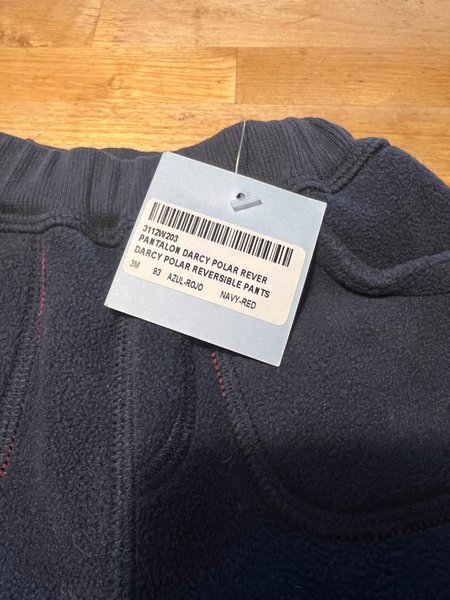 3112W203
PANTALON DARCY POLAR REVER
DARCY POLAR REVERSIBLE PANTS
3M 93 AZUL-ROJO NAVY-RED